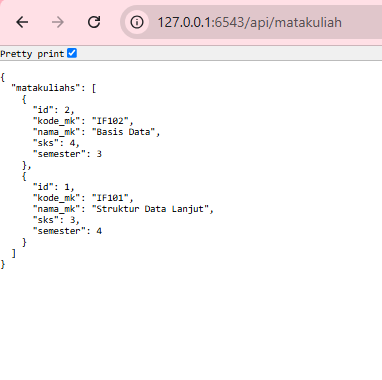 127.0.0.1:6543/api/matakuliah
Pretty print
{
  "matakuliahs": [
    {
      "id": 2,
      "kode_mk": "IF102",
      "nama_mk": "Basis Data",
      "sks": 4,
      "semester": 3
    },
    {
      "id": 1,
      "kode_mk": "IF101",
      "nama_mk": "Struktur Data Lanjut",
      "sks": 3,
      "semester": 4
    }
  ]
}